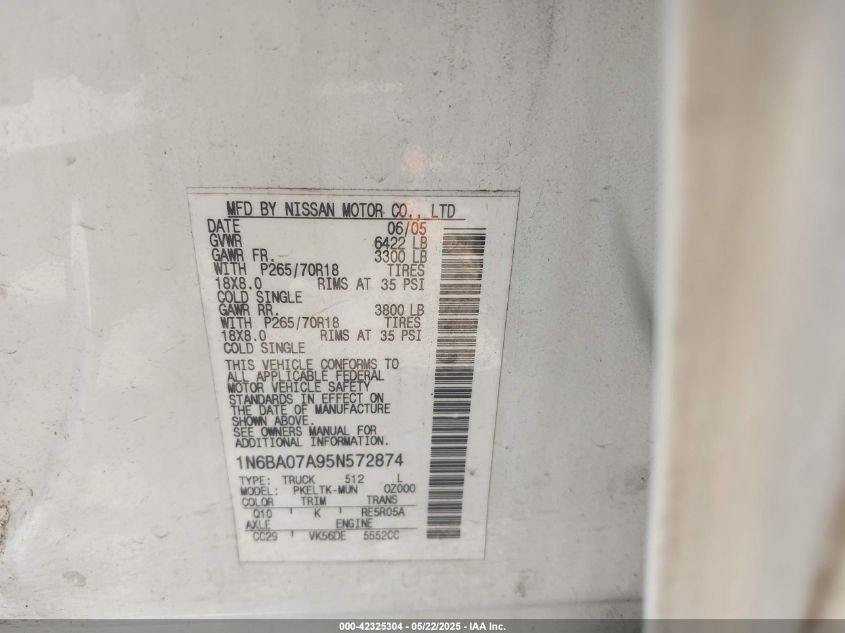 MFD BY NISSAN MOTOR CO., LTD
DATE 06/05
GVWR 6422 LB
GAWR FR. 3300 LB
WITH P265/70R18 TIRES
18X8.0 RIMS AT 35 PSI
COLD SINGLE
GAWR RR. 3800 LB
WITH P265/70R18 TIRES
18X8.0 RIMS AT 35 PSI
COLD SINGLE
THIS VEHICLE CONFORMS TO
ALL APPLICABLE FEDERAL
MOTOR VEHICLE SAFETY
STANDARDS IN EFFECT ON
THE DATE OF MANUFACTURE
SHOWN ABOVE.
SEE OWNERS MANUAL FOR
ADDITIONAL INFORMATION
1N6BA07A95N572874
TYPE: TRUCK 512 L
MODEL: PKELTK-MUN 0Z000
COLOR TRIM TRANS
Q10 K RE5R05A
AXLE ENGINE
CC29 VK56DE 5552CC
000-42325304 - 05/22/2025 - IAA Inc.